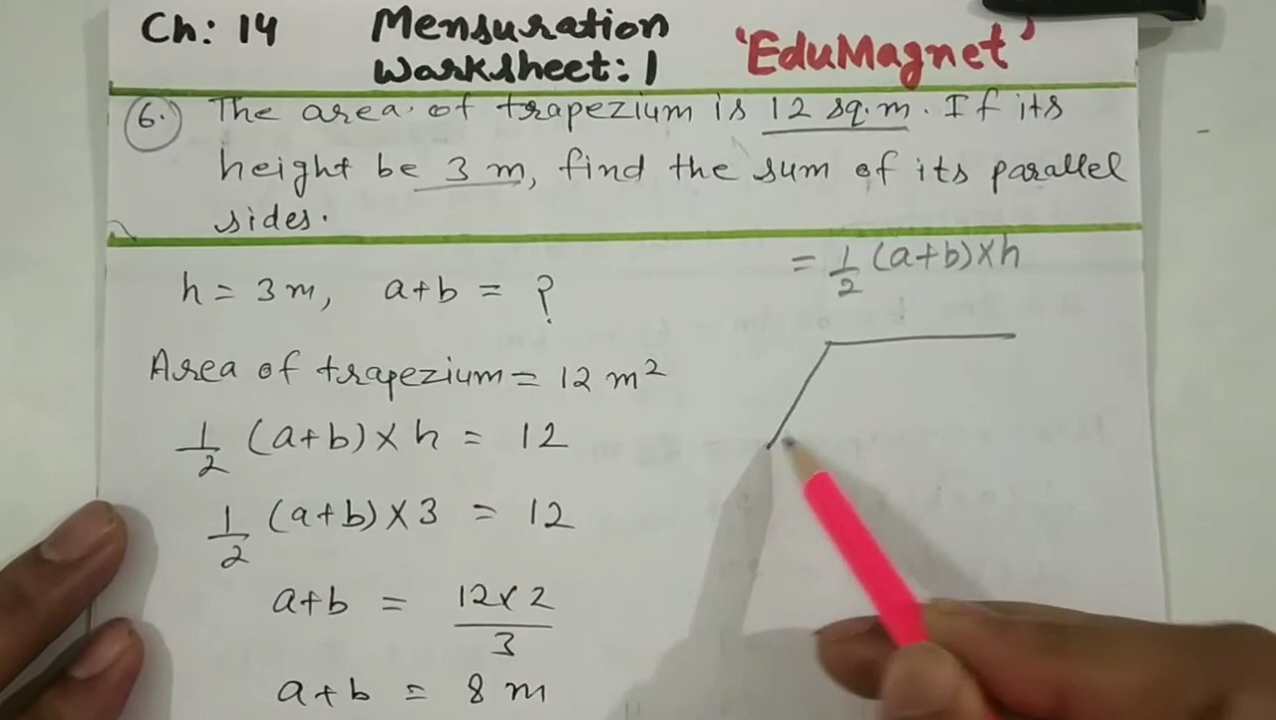 Ch: 14 Mensuration 'EduMagnet'
Worksheet: 1
6. The area of trapezium is 12 sq.m. If its
height be 3 m, find the sum of its parallel
sides.
= 1/2 (a+b)×h
h = 3m, a+b = ?
Area of trapezium = 12 m²
1/2 (a+b)×h = 12
1/2 (a+b)×3 = 12
a+b = 12×2/3
a+b = 8 m